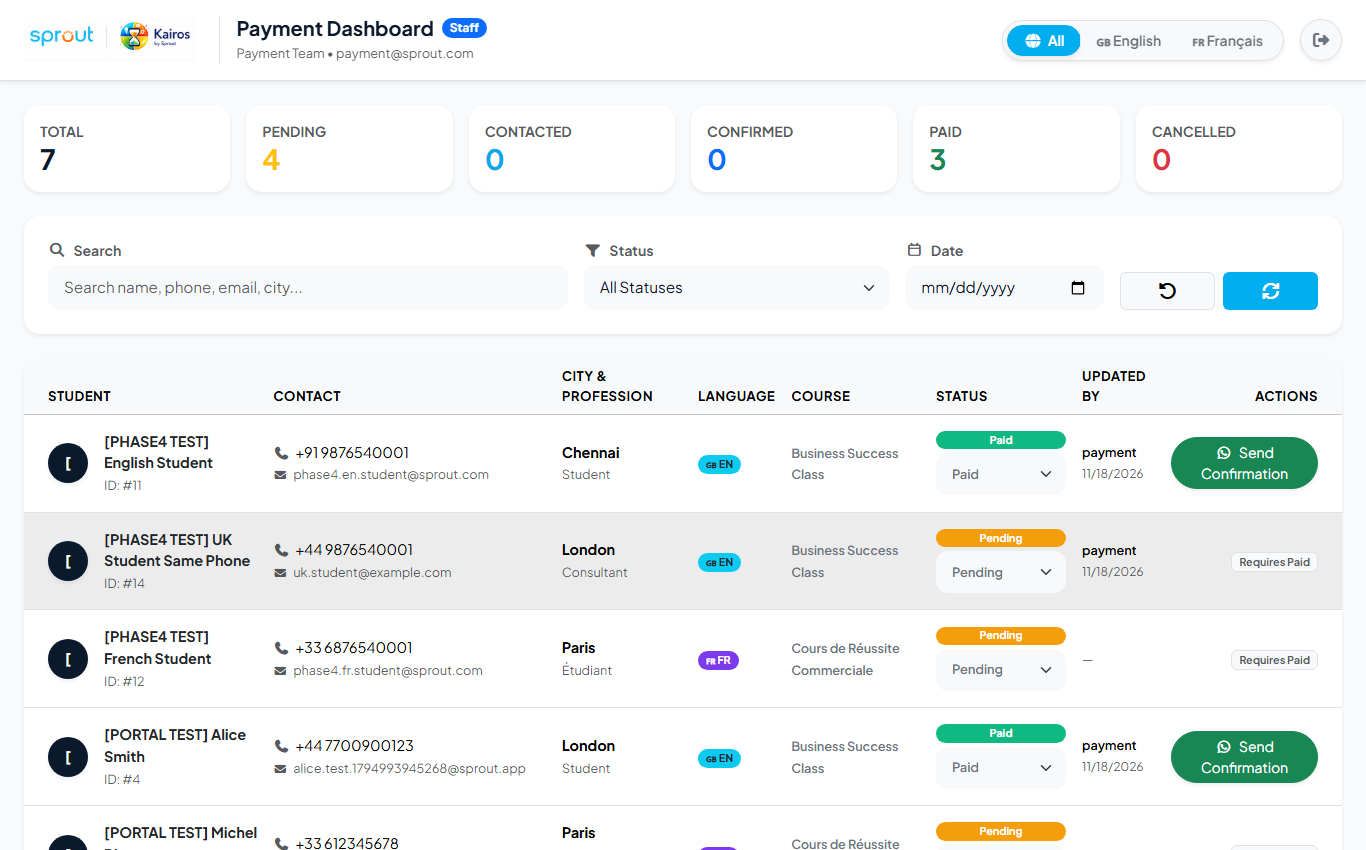 sprout
Kairos
by Sprout
Payment Dashboard
Staff
Payment Team • payment@sprout.com
All
GB English
FR Français
TOTAL
7
PENDING
4
CONTACTED
0
CONFIRMED
0
PAID
3
CANCELLED
0
Search
Status
Date
Search name, phone, email, city...
All Statuses
mm/dd/yyyy
STUDENT
CONTACT
CITY &
PROFESSION
LANGUAGE
COURSE
STATUS
UPDATED
BY
ACTIONS
[
[PHASE4 TEST]
English Student
ID: #11
+91 9876540001
phase4.en.student@sprout.com
Chennai
Student
GB EN
Business Success
Class
Paid
Paid
payment
11/18/2026
Send
Confirmation
[
[PHASE4 TEST] UK
Student Same Phone
ID: #14
+44 9876540001
uk.student@example.com
London
Consultant
GB EN
Business Success
Class
Pending
Pending
payment
11/18/2026
Requires Paid
[
[PHASE4 TEST]
French Student
ID: #12
+33 6876540001
phase4.fr.student@sprout.com
Paris
Étudiant
FR FR
Cours de Réussite
Commerciale
Pending
Pending
—
Requires Paid
[
[PORTAL TEST] Alice
Smith
ID: #4
+44 7700900123
alice.test.1794993945268@sprout.app
London
Student
GB EN
Business Success
Class
Paid
Paid
payment
11/18/2026
Send
Confirmation
[PORTAL TEST] Michel
+33 612345678
Paris
Cours de Réussite
Pending